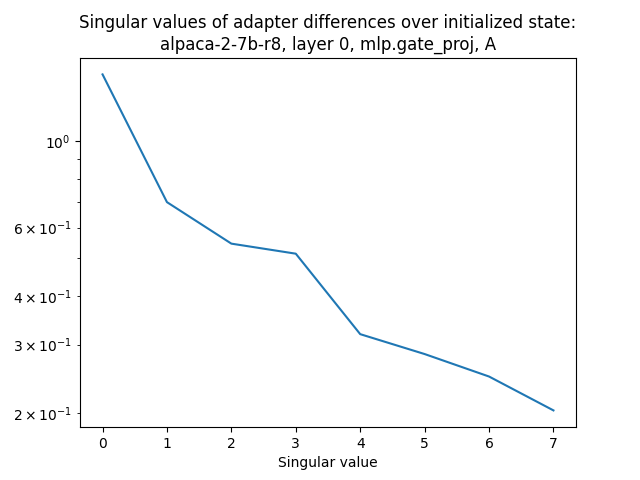 Singular values of adapter differences over initialized state:
alpaca-2-7b-r8, layer 0, mlp.gate_proj, A
10⁰
6 × 10⁻¹
4 × 10⁻¹
3 × 10⁻¹
2 × 10⁻¹
0 1 2 3 4 5 6 7
Singular value